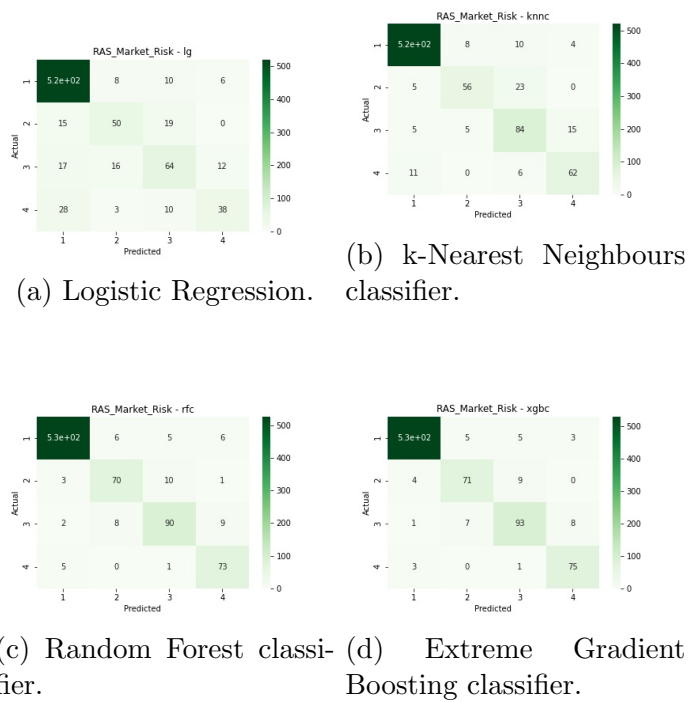 RAS_Market_Risk - lg
5.2e+02 8 10 6
15 50 19 0
17 16 64 12
28 3 10 38
1 2 3 4
1 2 3 4
Actual
Predicted
500
400
300
200
100
0
(a) Logistic Regression.
RAS_Market_Risk - knnc
5.2e+02 8 10 4
5 56 23 0
5 5 84 15
11 0 6 62
1 2 3 4
1 2 3 4
Actual
Predicted
500
400
300
200
100
0
(b) k-Nearest Neighbours
classifier.
RAS_Market_Risk - rfc
5.3e+02 6 5 6
3 70 10 1
2 8 90 9
5 0 1 73
1 2 3 4
1 2 3 4
Actual
Predicted
500
400
300
200
100
0
(c) Random Forest classi-
fier.
RAS_Market_Risk - xgbc
5.3e+02 5 5 3
4 71 9 0
1 7 93 8
3 0 1 75
1 2 3 4
1 2 3 4
Actual
Predicted
500
400
300
200
100
0
(d) Extreme Gradient
Boosting classifier.